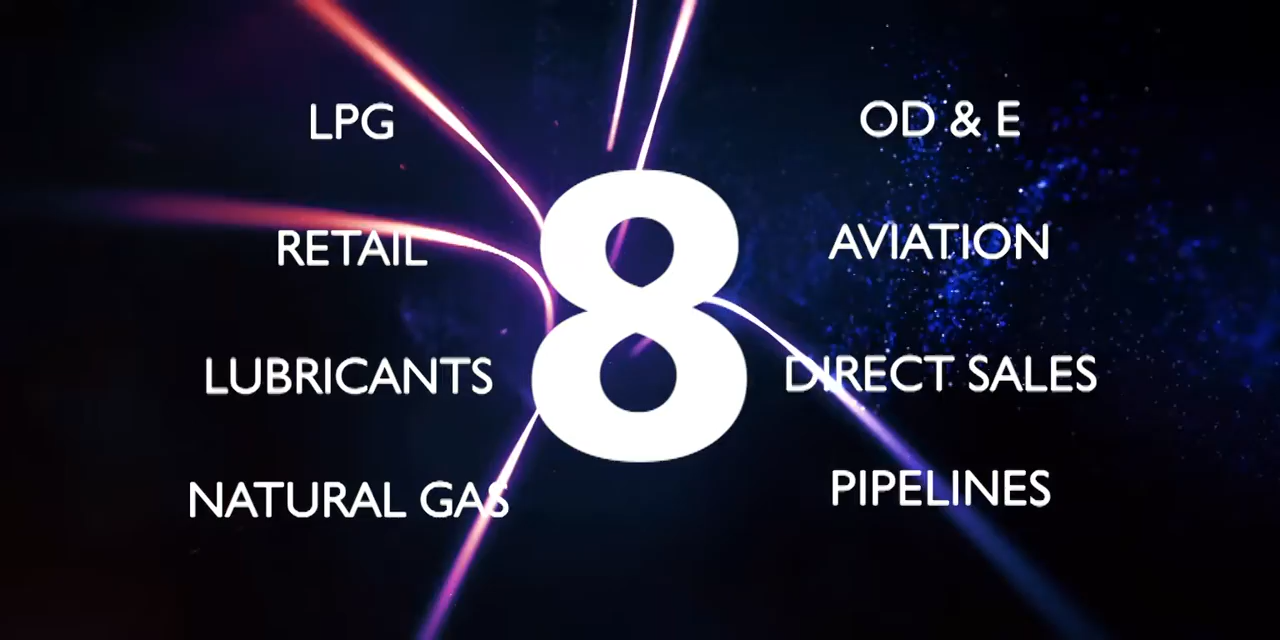 LPG
RETAIL
LUBRICANTS
NATURAL GAS
8
OD & E
AVIATION
DIRECT SALES
PIPELINES